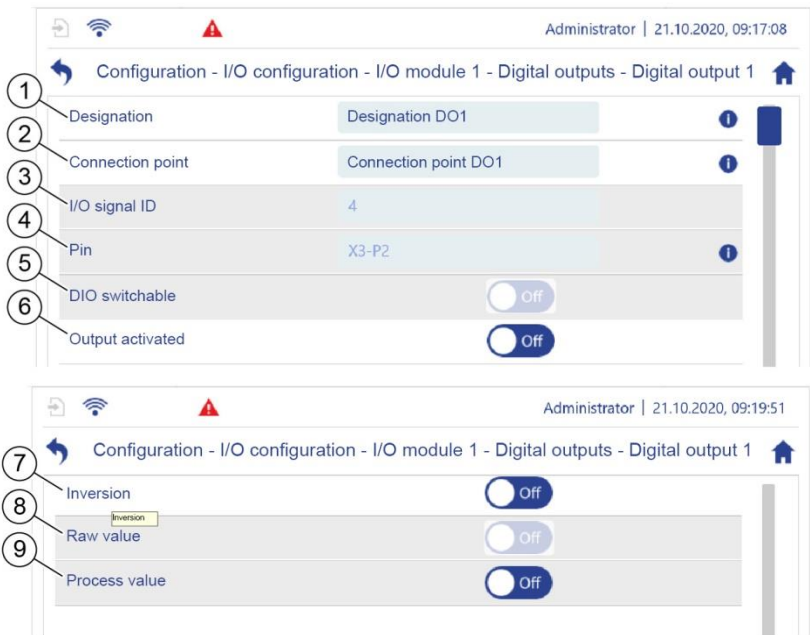 Administrator | 21.10.2020, 09:17:08
Configuration - I/O configuration - I/O module 1 - Digital outputs - Digital output 1
1
Designation Designation DO1
2
Connection point Connection point DO1
3
I/O signal ID 4
4
Pin X3-P2
5
DIO switchable Off
6
Output activated Off
Administrator | 21.10.2020, 09:19:51
Configuration - I/O configuration - I/O module 1 - Digital outputs - Digital output 1
7
Inversion Off
Inversion
8
Raw value Off
9
Process value Off